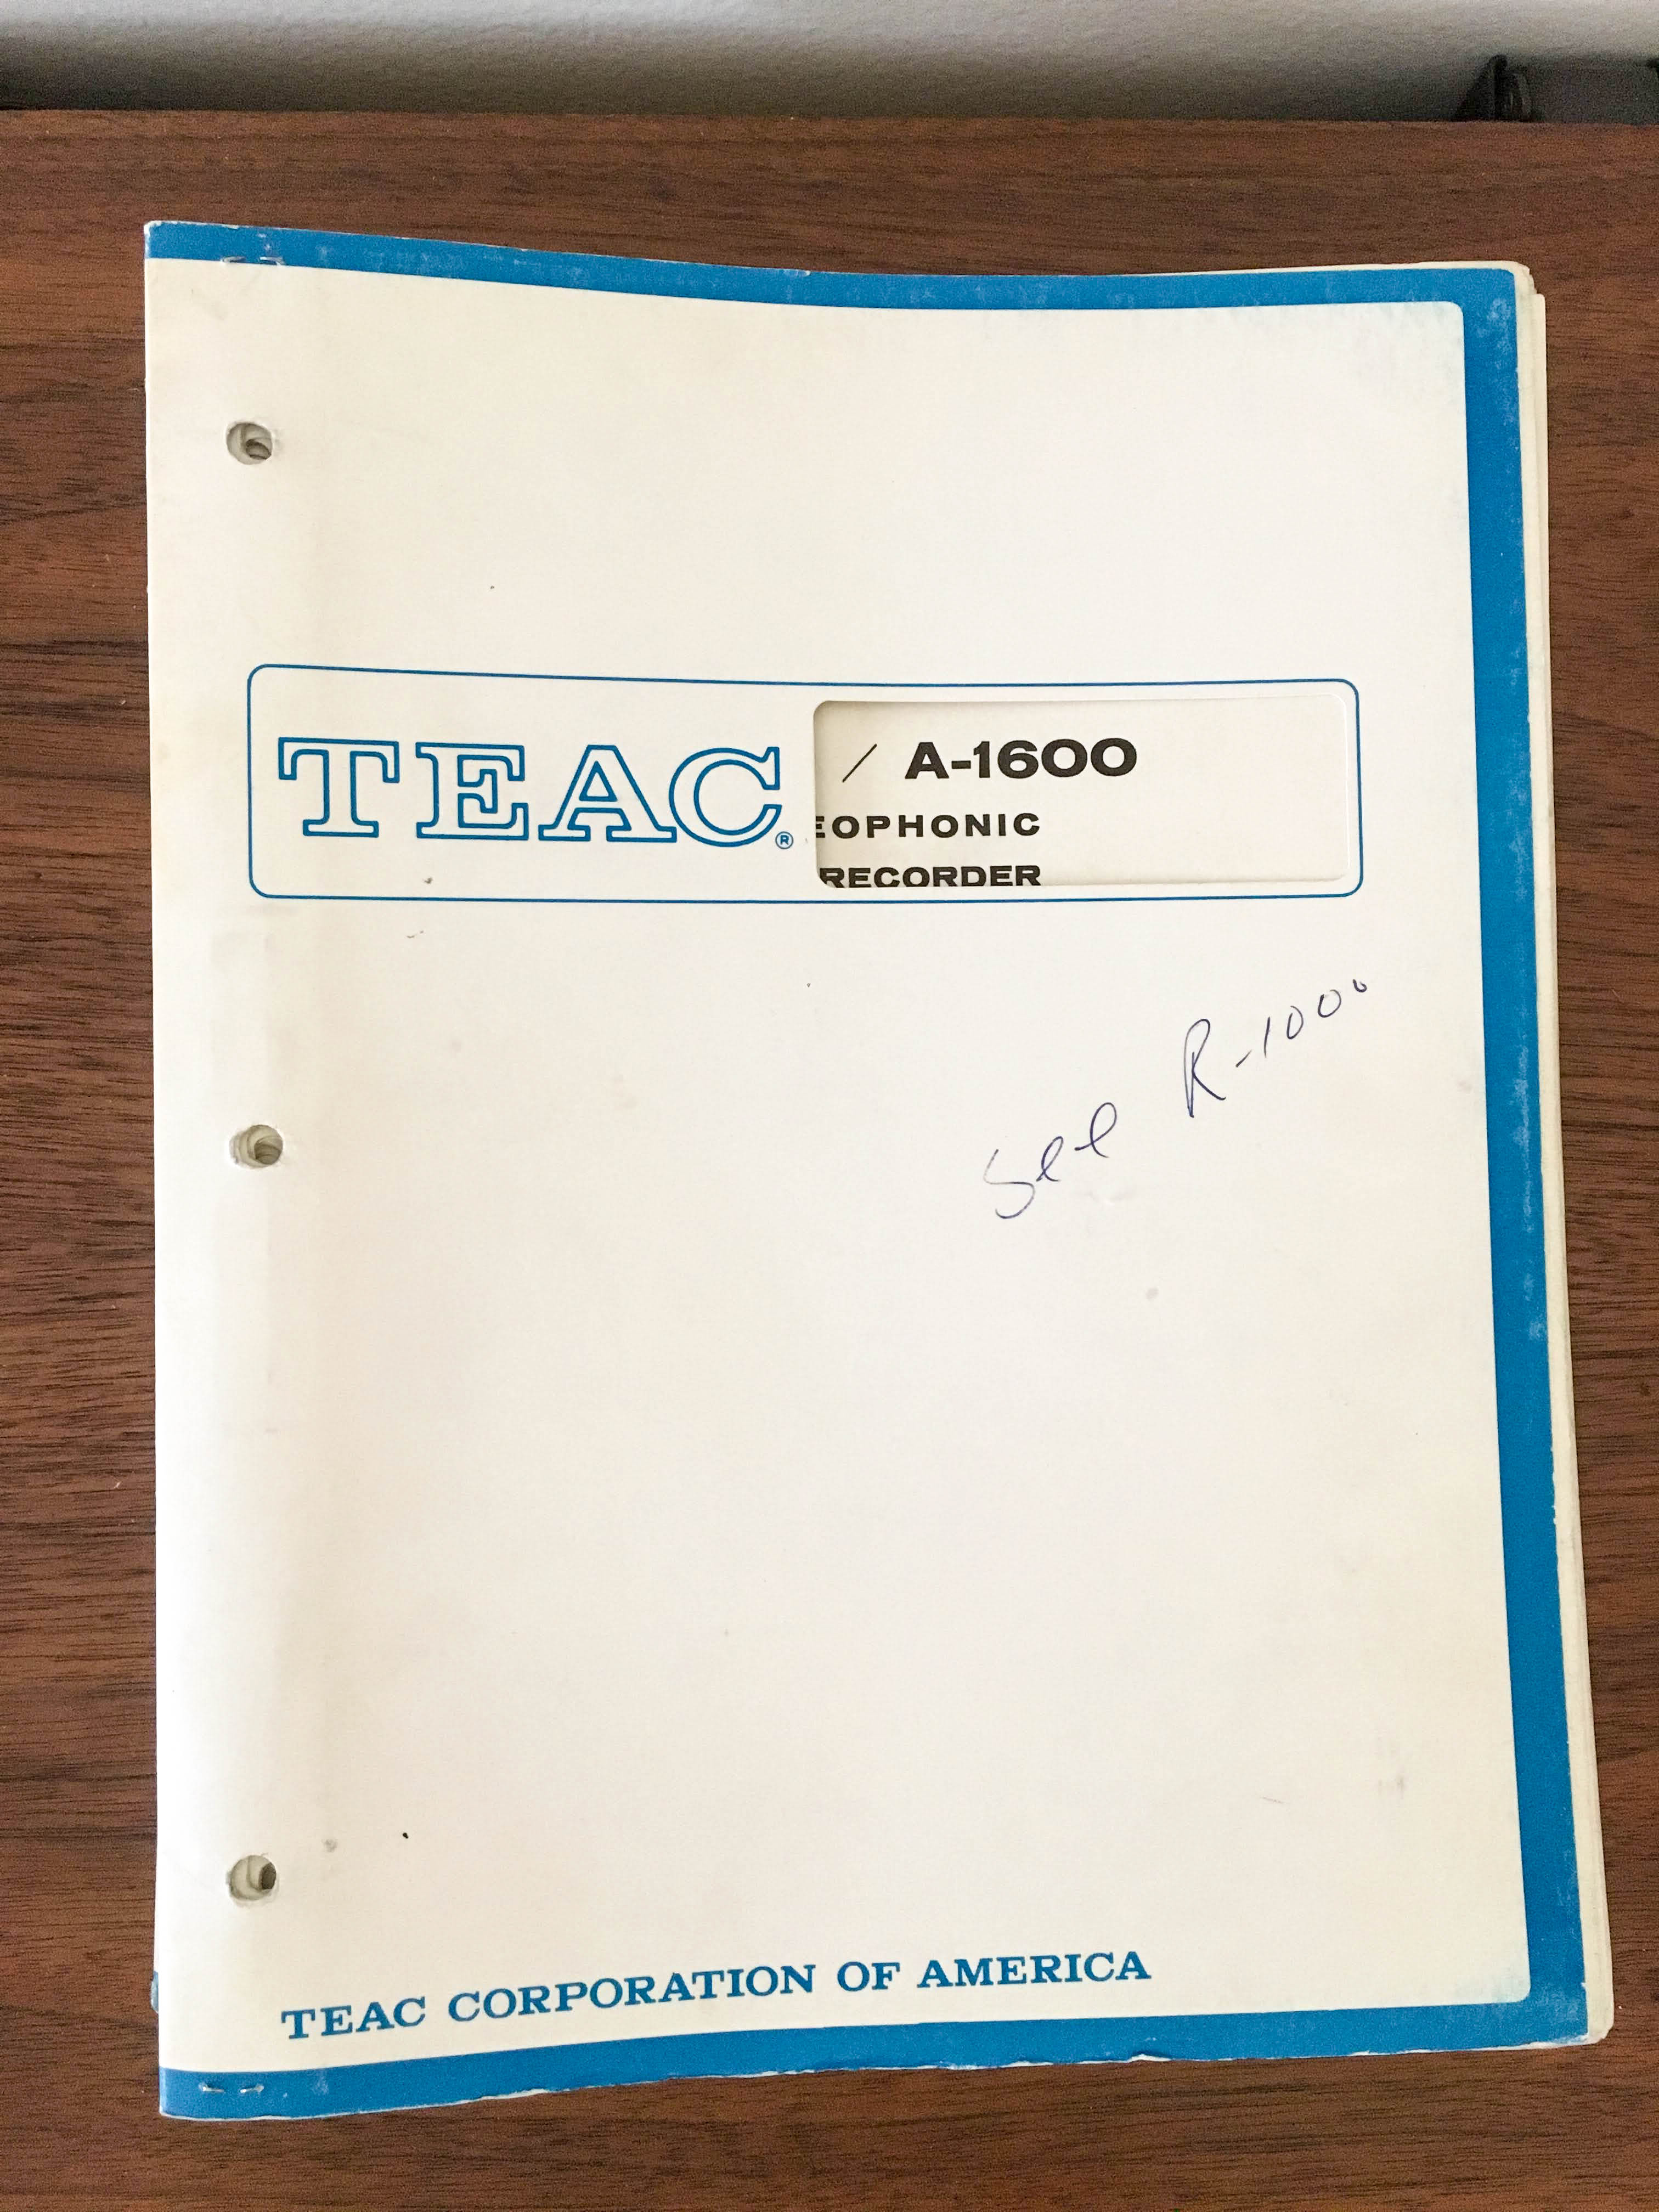 TEAC®
/ A-1600
EOPHONIC
RECORDER
See R-1000
TEAC CORPORATION OF AMERICA